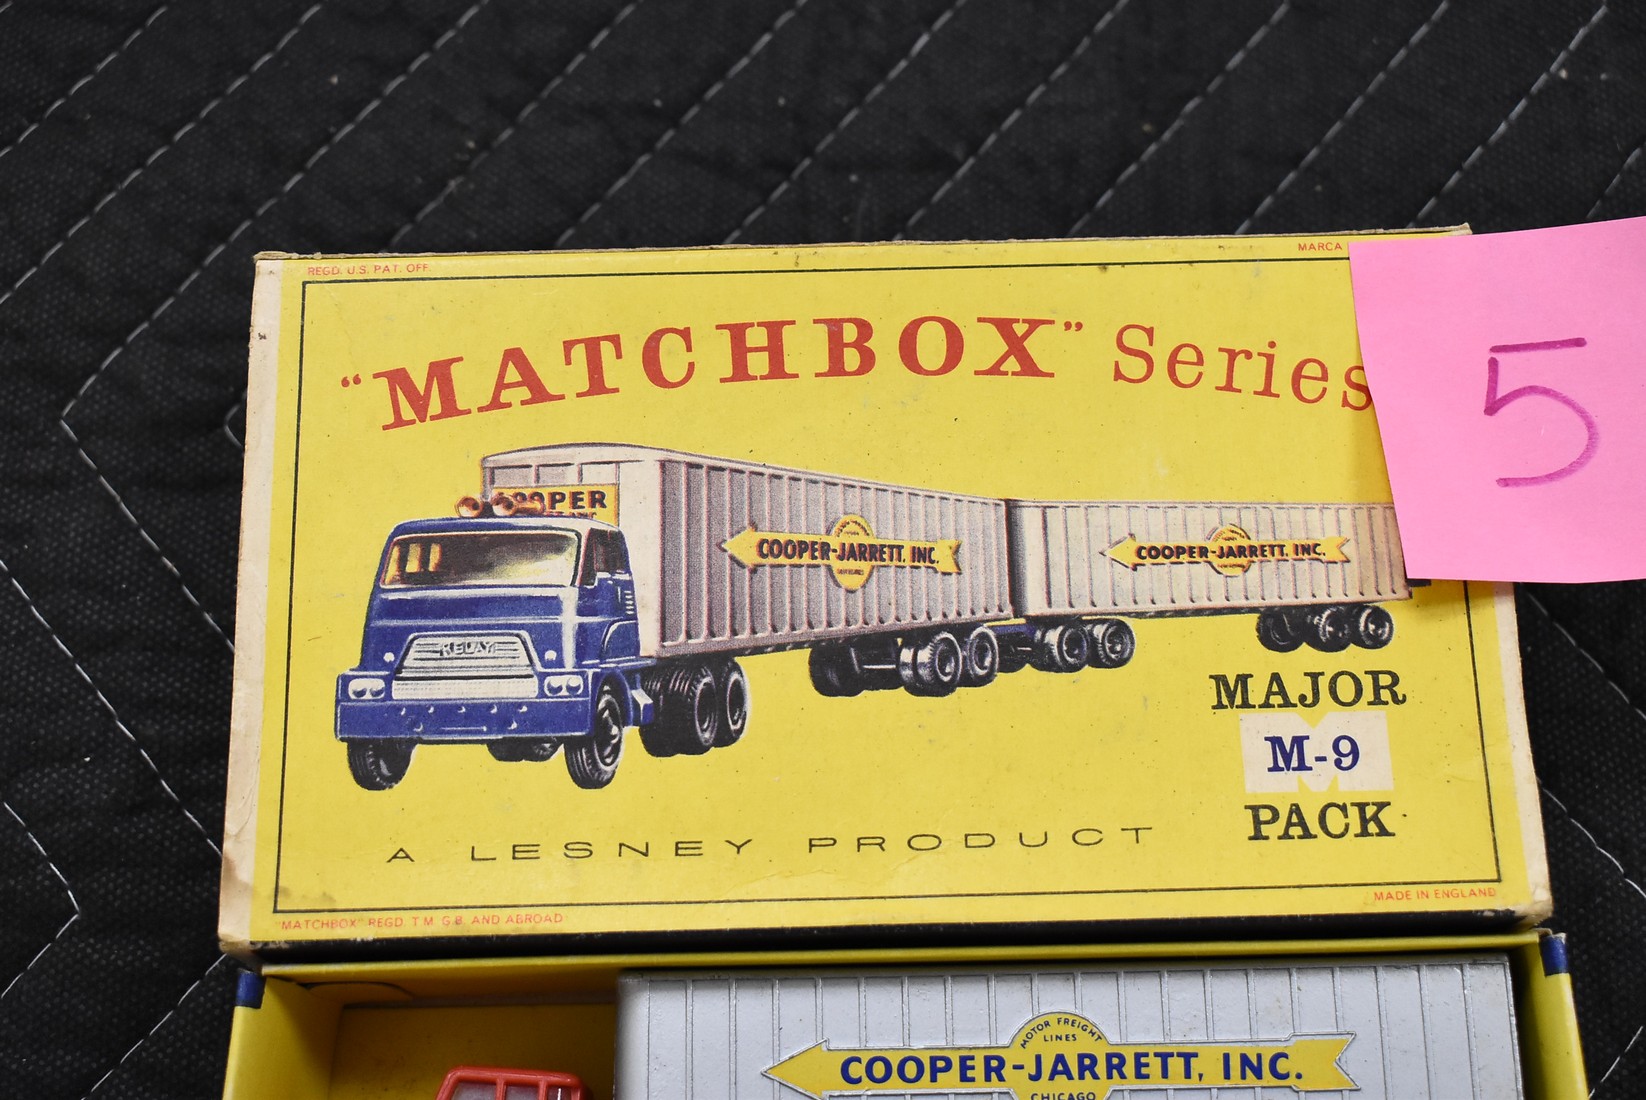 REGD. U.S. PAT. OFF.
MARCA
5
"MATCHBOX" Series
COOPER
COOPER-JARRETT, INC.
COOPER-JARRETT, INC.
MAJOR
M-9
PACK
A LESNEY PRODUCT
MADE IN ENGLAND
"MATCHBOX" REGD. T.M. G.B. AND ABROAD
MOTOR FREIGHT
LINES
COOPER-JARRETT, INC.
CHICAGO